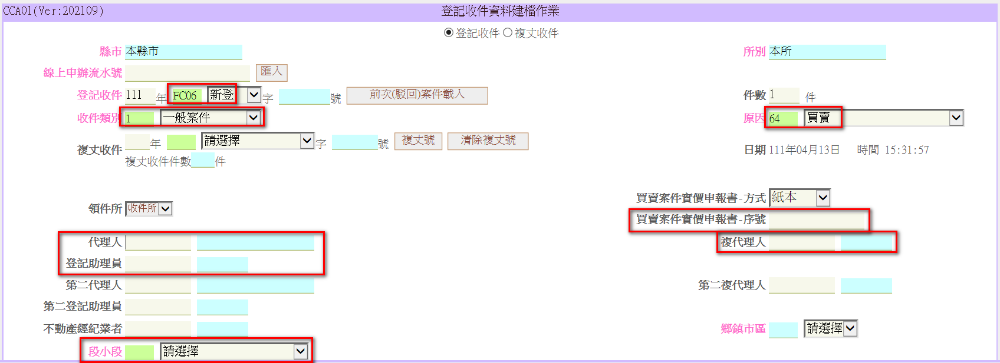 CCA01(Ver:202109) 登記收件資料建檔作業
登記收件 複丈收件
縣市 本縣市 所別 本所
線上申辦流水號 匯入
登記收件 111 年 FC06 新登 字 號 前次(駁回)案件載入 件數 1 件
收件類別 1 一般案件 原因 64 買賣
複丈收件 年 請選擇 字 號 複丈號 清除複丈號 日期 111年04月13日 時間 15:31:57
複丈收件件數 件
買賣案件實價申報書-方式 紙本
領件所 收件所
買賣案件實價申報書-序號
代理人 複代理人
登記助理員
第二代理人 第二複代理人
第二登記助理員
不動產經紀業者 鄉鎮市區 請選擇
段小段 請選擇